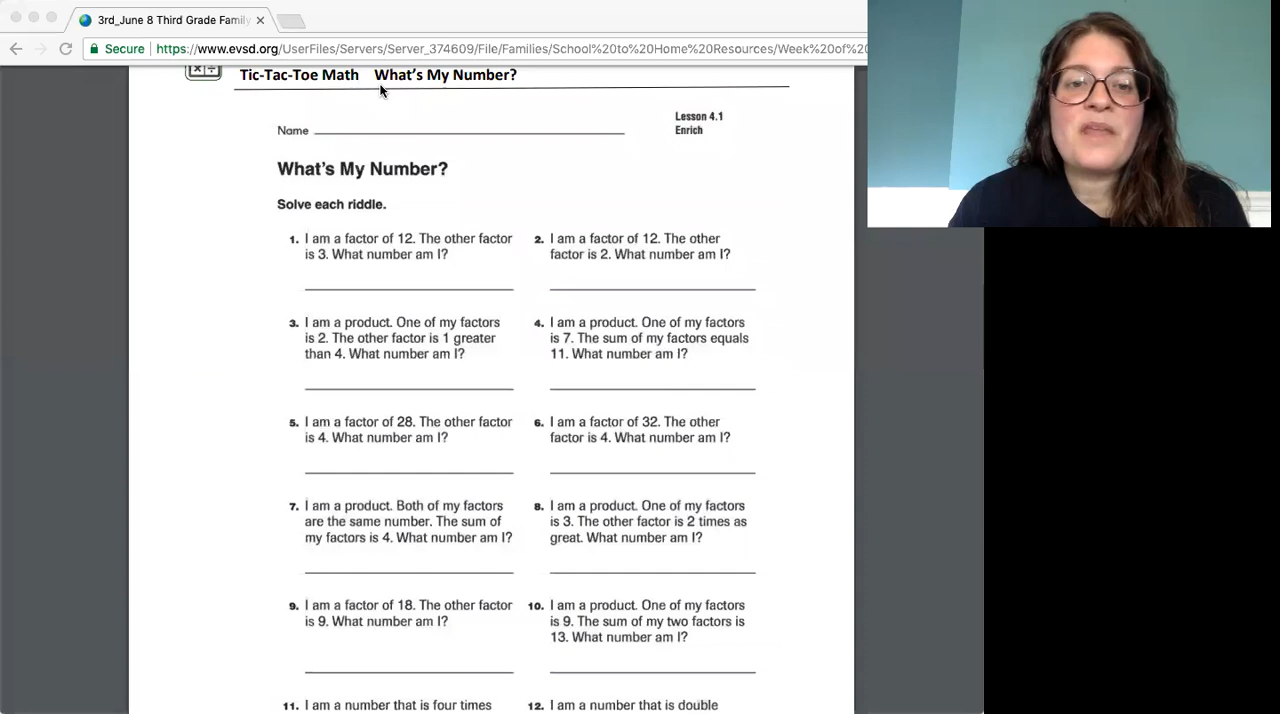 3rd_June 8 Third Grade Family
Secure https://www.evsd.org/UserFiles/Servers/Server_374609/File/Families/School%20to%20Home%20Resources/Week%20of%20
Tic-Tac-Toe Math What's My Number?
Lesson 4.1
Enrich
Name
What's My Number?
Solve each riddle.
1. I am a factor of 12. The other factor
is 3. What number am I?
2. I am a factor of 12. The other
factor is 2. What number am I?
3. I am a product. One of my factors
is 2. The other factor is 1 greater
than 4. What number am I?
4. I am a product. One of my factors
is 7. The sum of my factors equals
11. What number am I?
5. I am a factor of 28. The other factor
is 4. What number am I?
6. I am a factor of 32. The other
factor is 4. What number am I?
7. I am a product. Both of my factors
are the same number. The sum of
my factors is 4. What number am I?
8. I am a product. One of my factors
is 3. The other factor is 2 times as
great. What number am I?
9. I am a factor of 18. The other factor
is 9. What number am I?
10. I am a product. One of my factors
is 9. The sum of my two factors is
13. What number am I?
11. I am a number that is four times
12. I am a number that is double